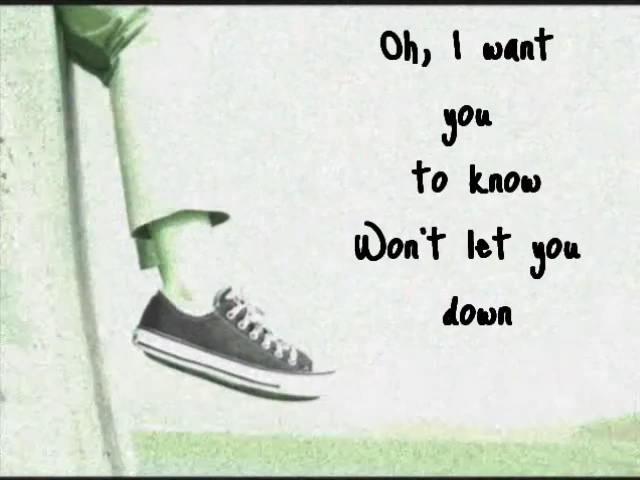 Oh, I want
you
to know
Won't let you
down